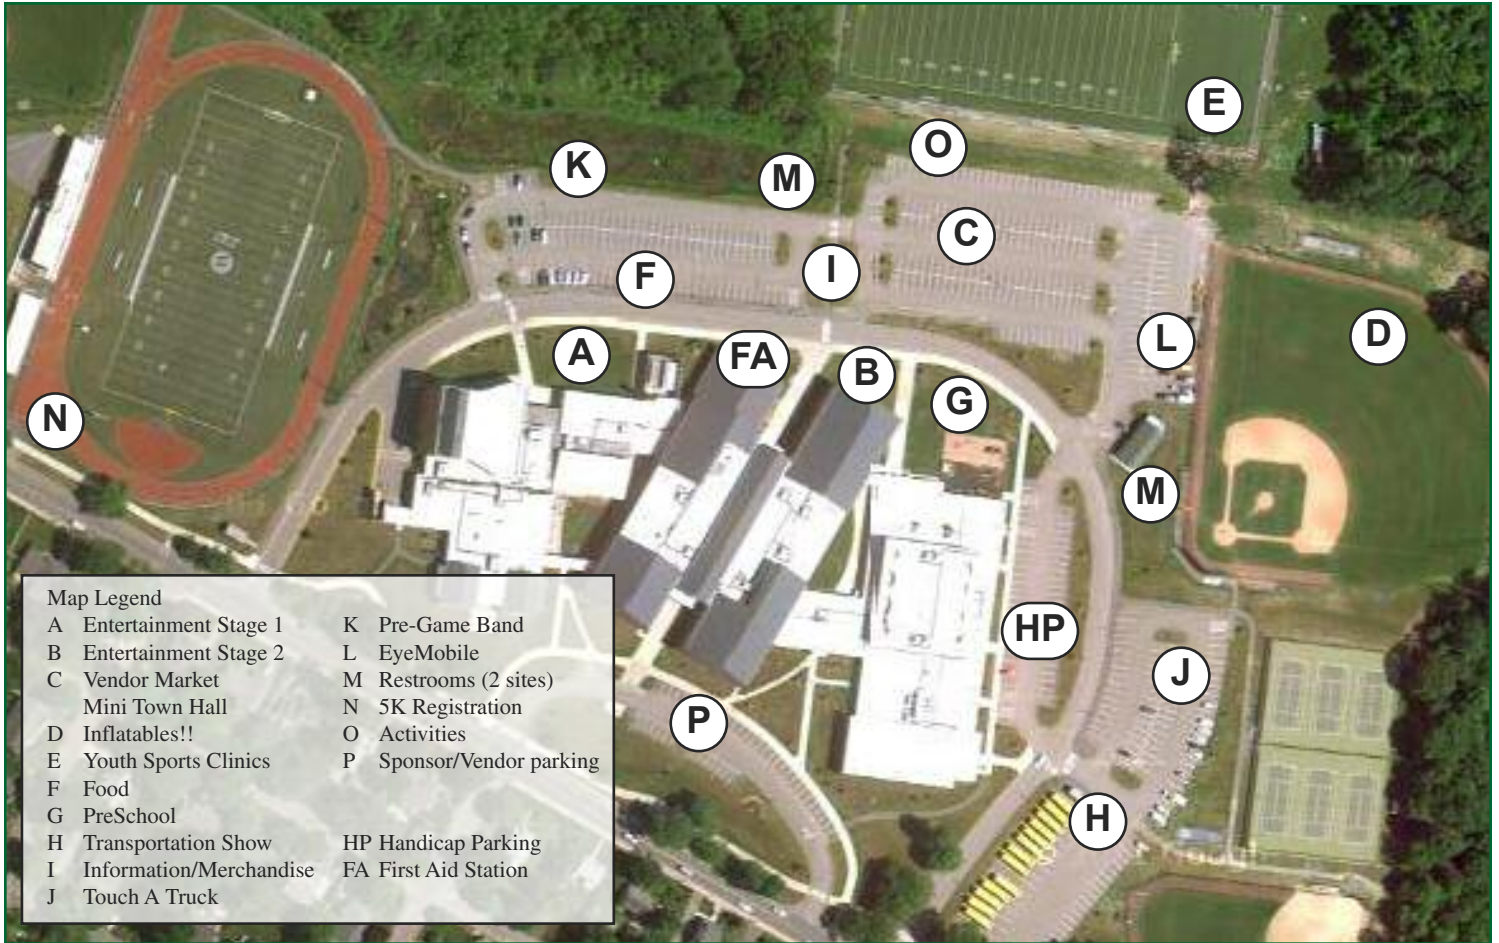 E
O
K
M
C
I
F
L
D
A
FA
B
G
N
M
HP
J
P
H
Map Legend
A Entertainment Stage 1
B Entertainment Stage 2
C Vendor Market
Mini Town Hall
D Inflatables!!
E Youth Sports Clinics
F Food
G PreSchool
H Transportation Show
I Information/Merchandise
J Touch A Truck
K Pre-Game Band
L EyeMobile
M Restrooms (2 sites)
N 5K Registration
O Activities
P Sponsor/Vendor parking
HP Handicap Parking
FA First Aid Station